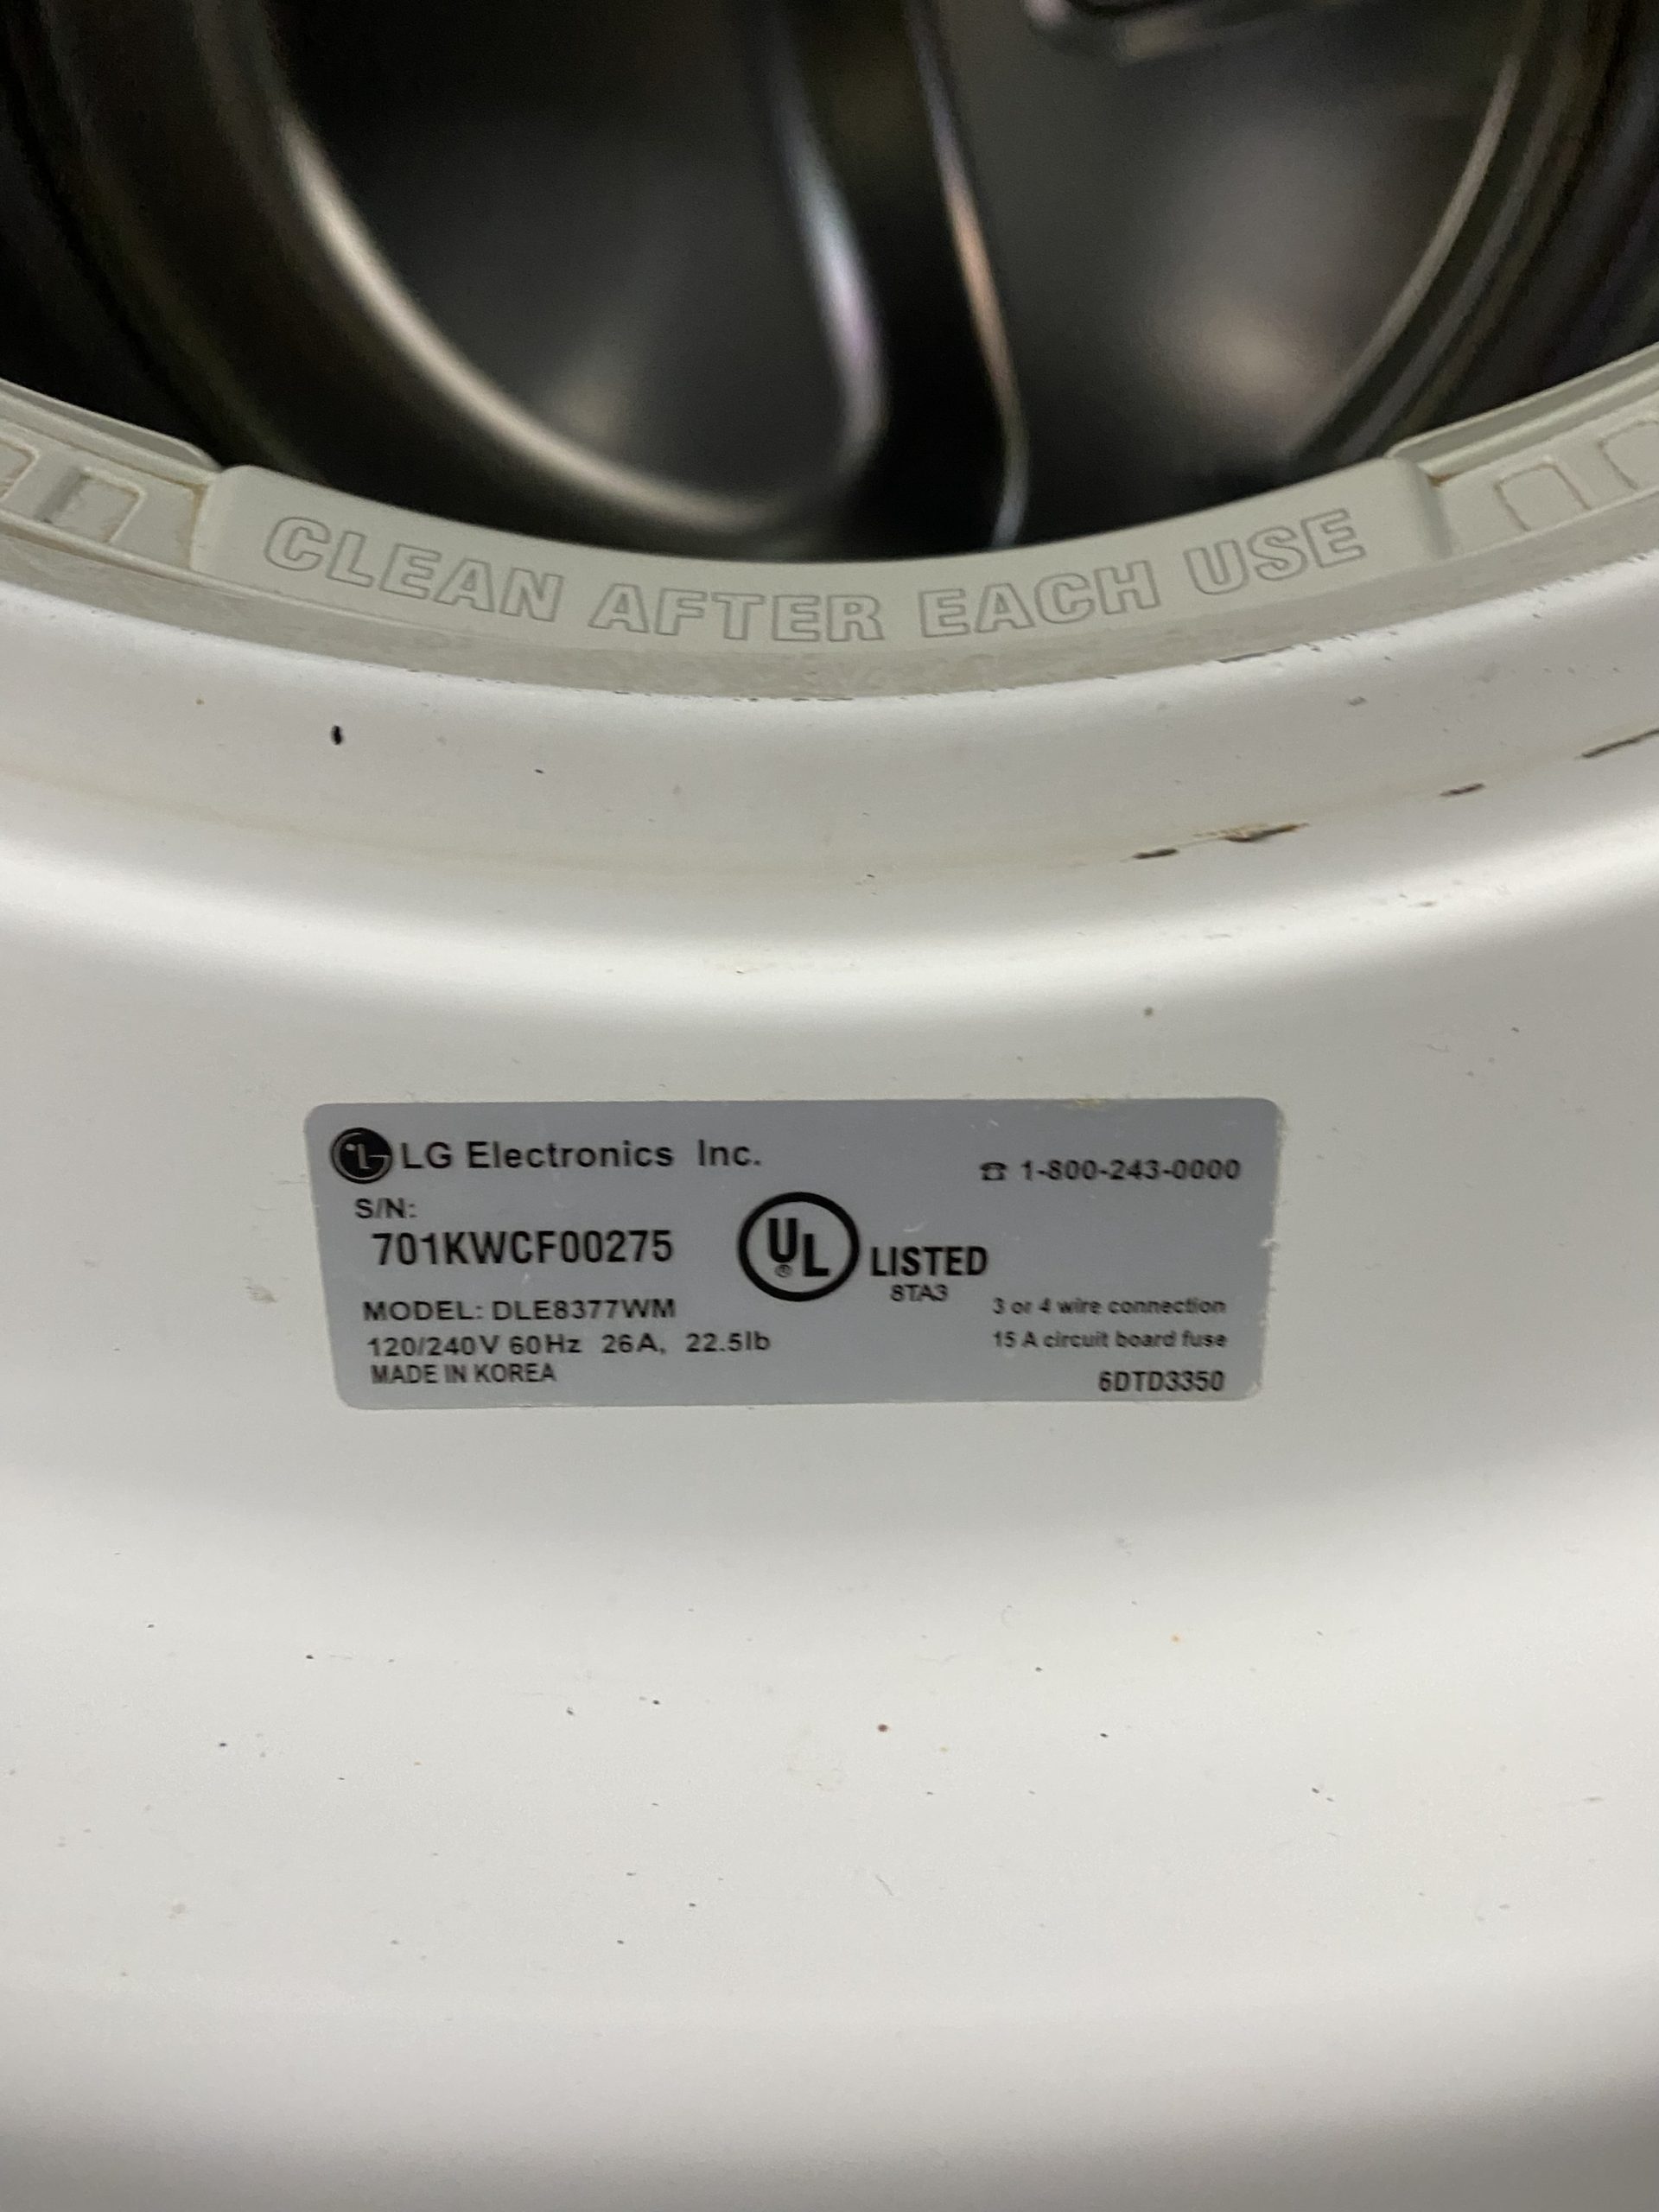 CLEAN AFTER EACH USE
LG LG Electronics Inc.
☎ 1-800-243-0000
S/N:
701KWCF00275
UL® LISTED
8TA3
MODEL: DLE8377WM
120/240V 60Hz 26A, 22.5lb
MADE IN KOREA
3 or 4 wire connection
15 A circuit board fuse
6DTD3350